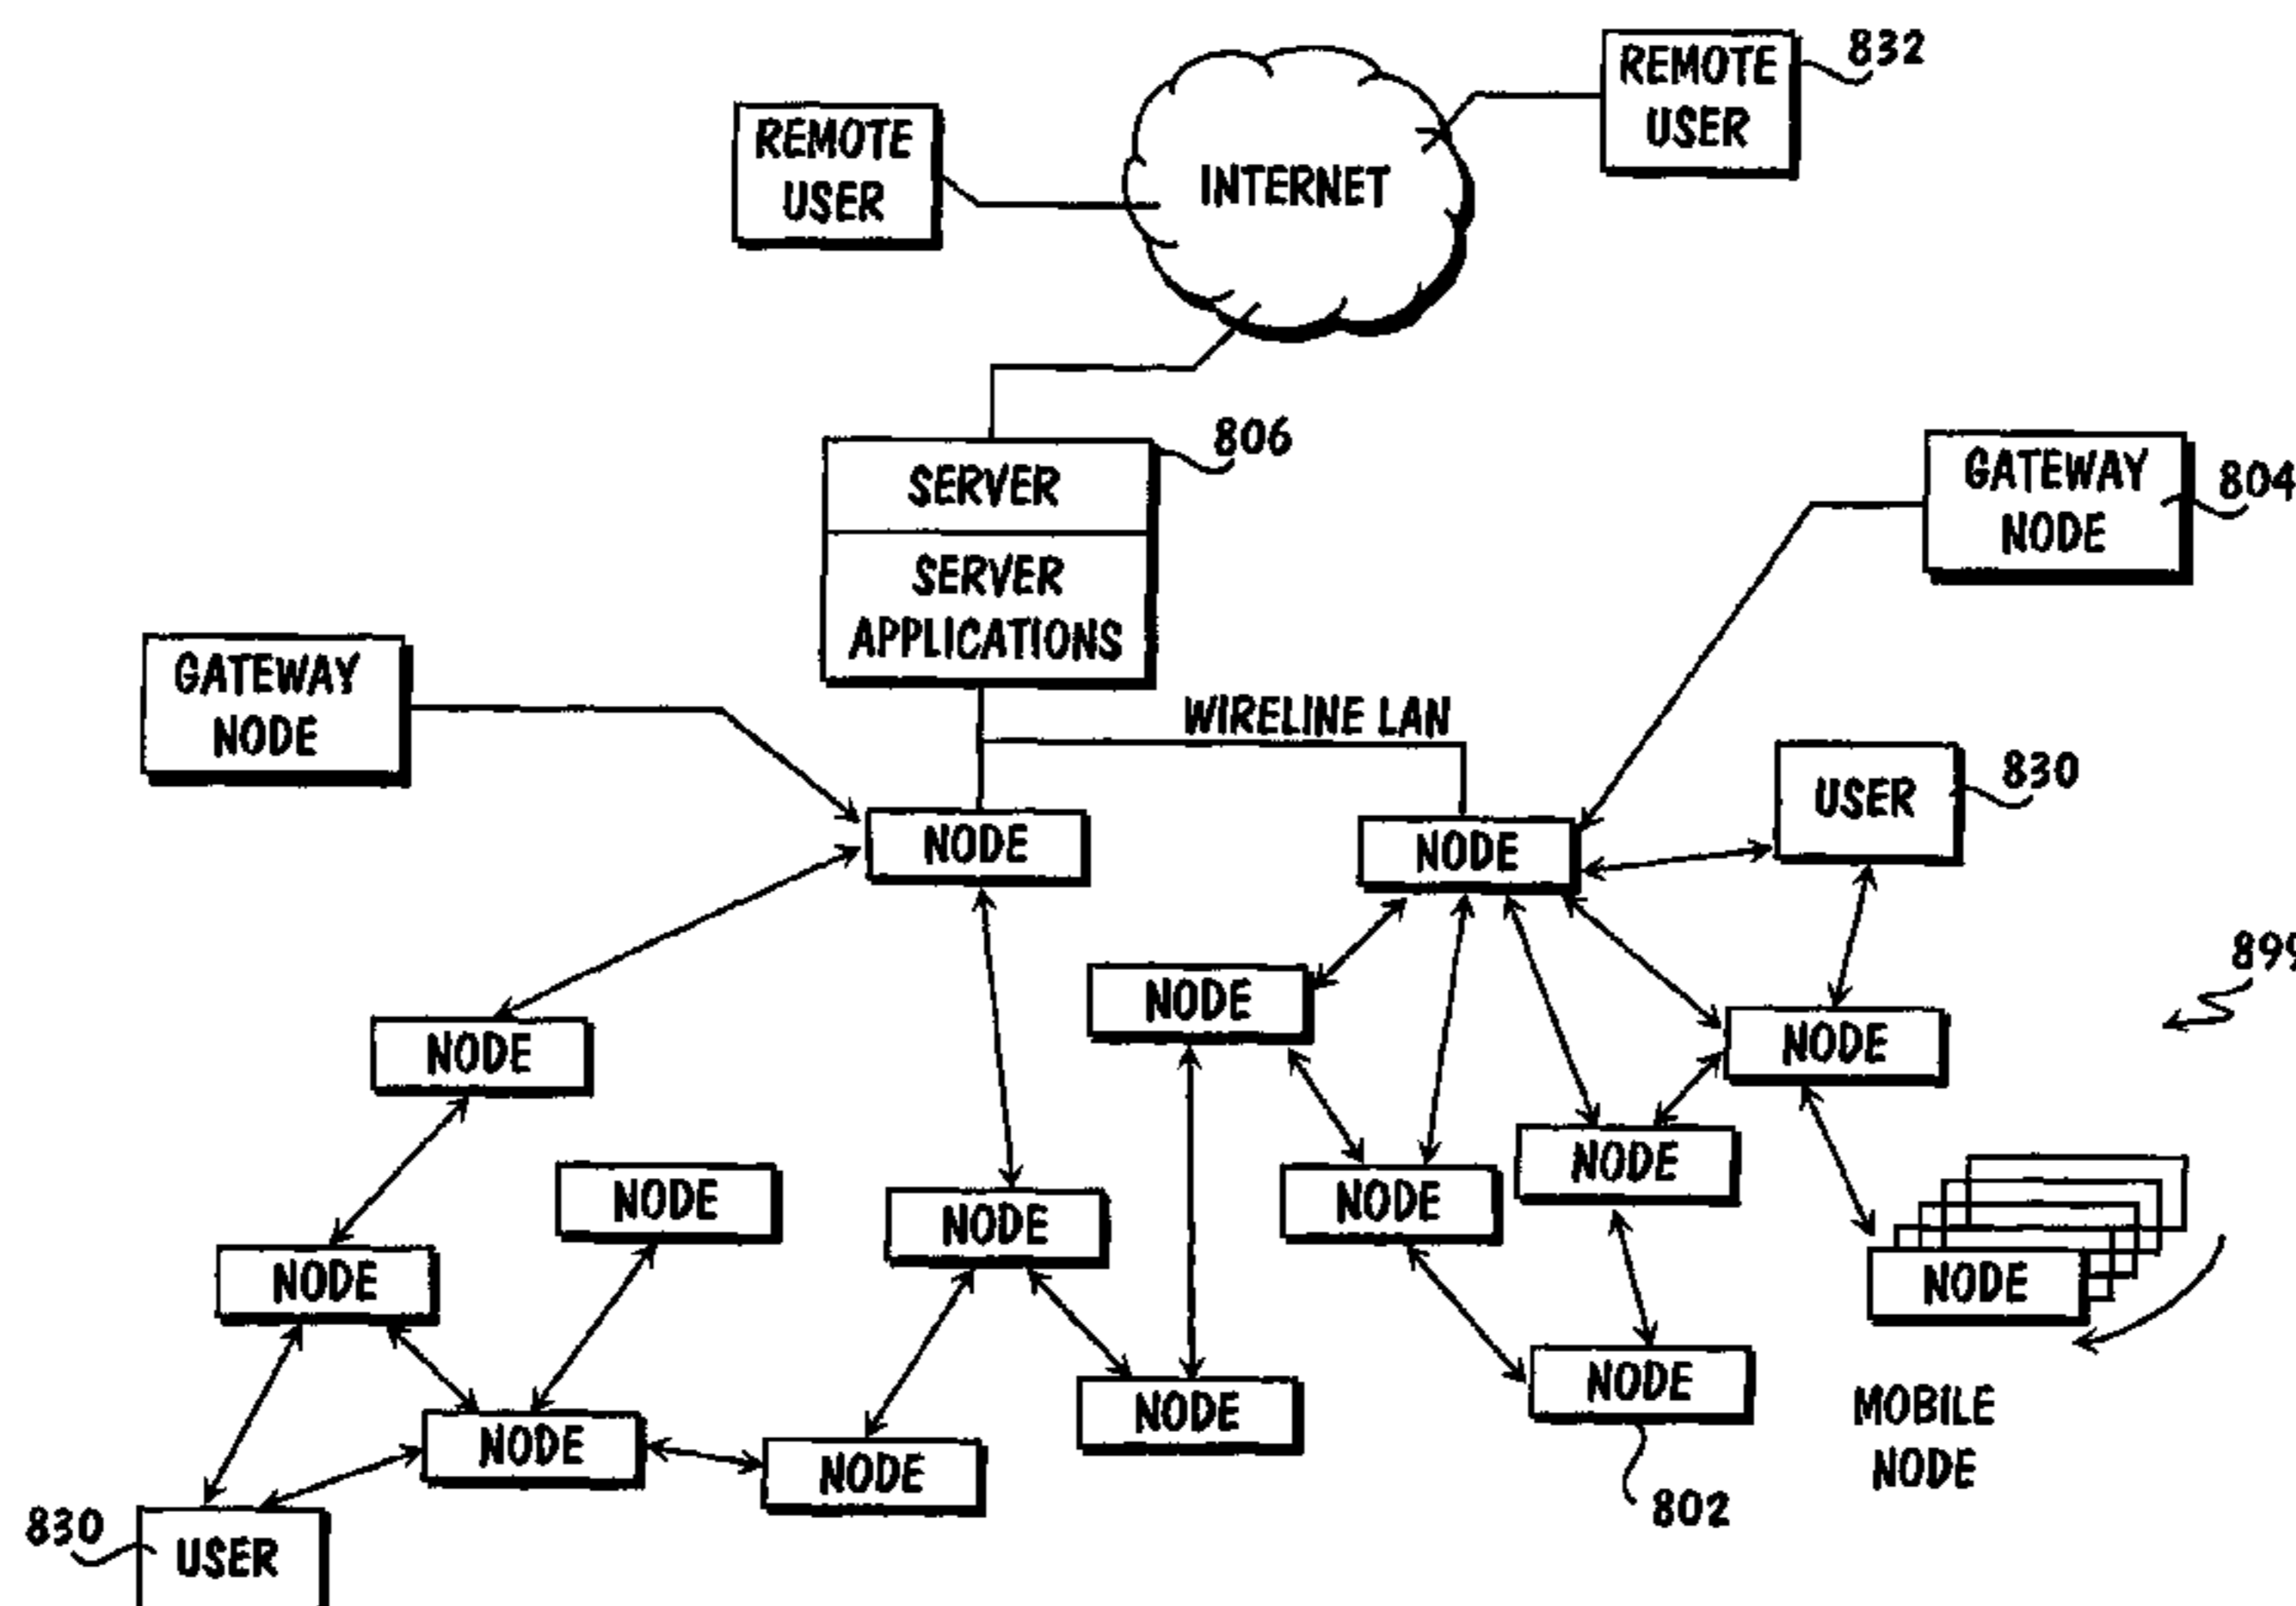 832
REMOTE
USER
REMOTE
USER
INTERNET
806
SERVER
GATEWAY
NODE
804
SERVER
APPLICATIONS
GATEWAY
NODE
WIRELINE LAN
USER
830
NODE
NODE
899
NODE
NODE
NODE
NODE
NODE
NODE
NODE
NODE
NODE
NODE
NODE
NODE
NODE
NODE
MOBILE
NODE
802
830
USER